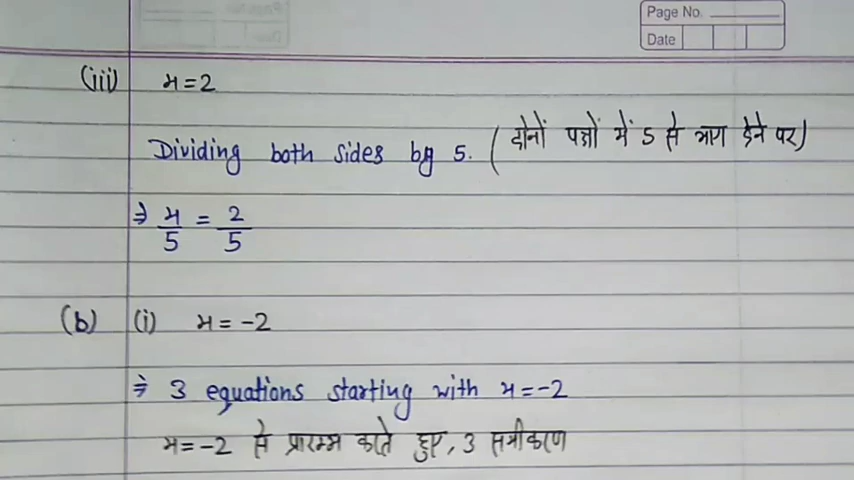 Page No.
Date
(iii) x = 2
Dividing both sides by 5. (दोनों पक्षों में 5 से भाग देने पर)
⇒ x/5 = 2/5
(b) (i) x = -2
⇒ 3 equations starting with x = -2
x = -2 से प्रारम्भ करते हुए, 3 समीकरण